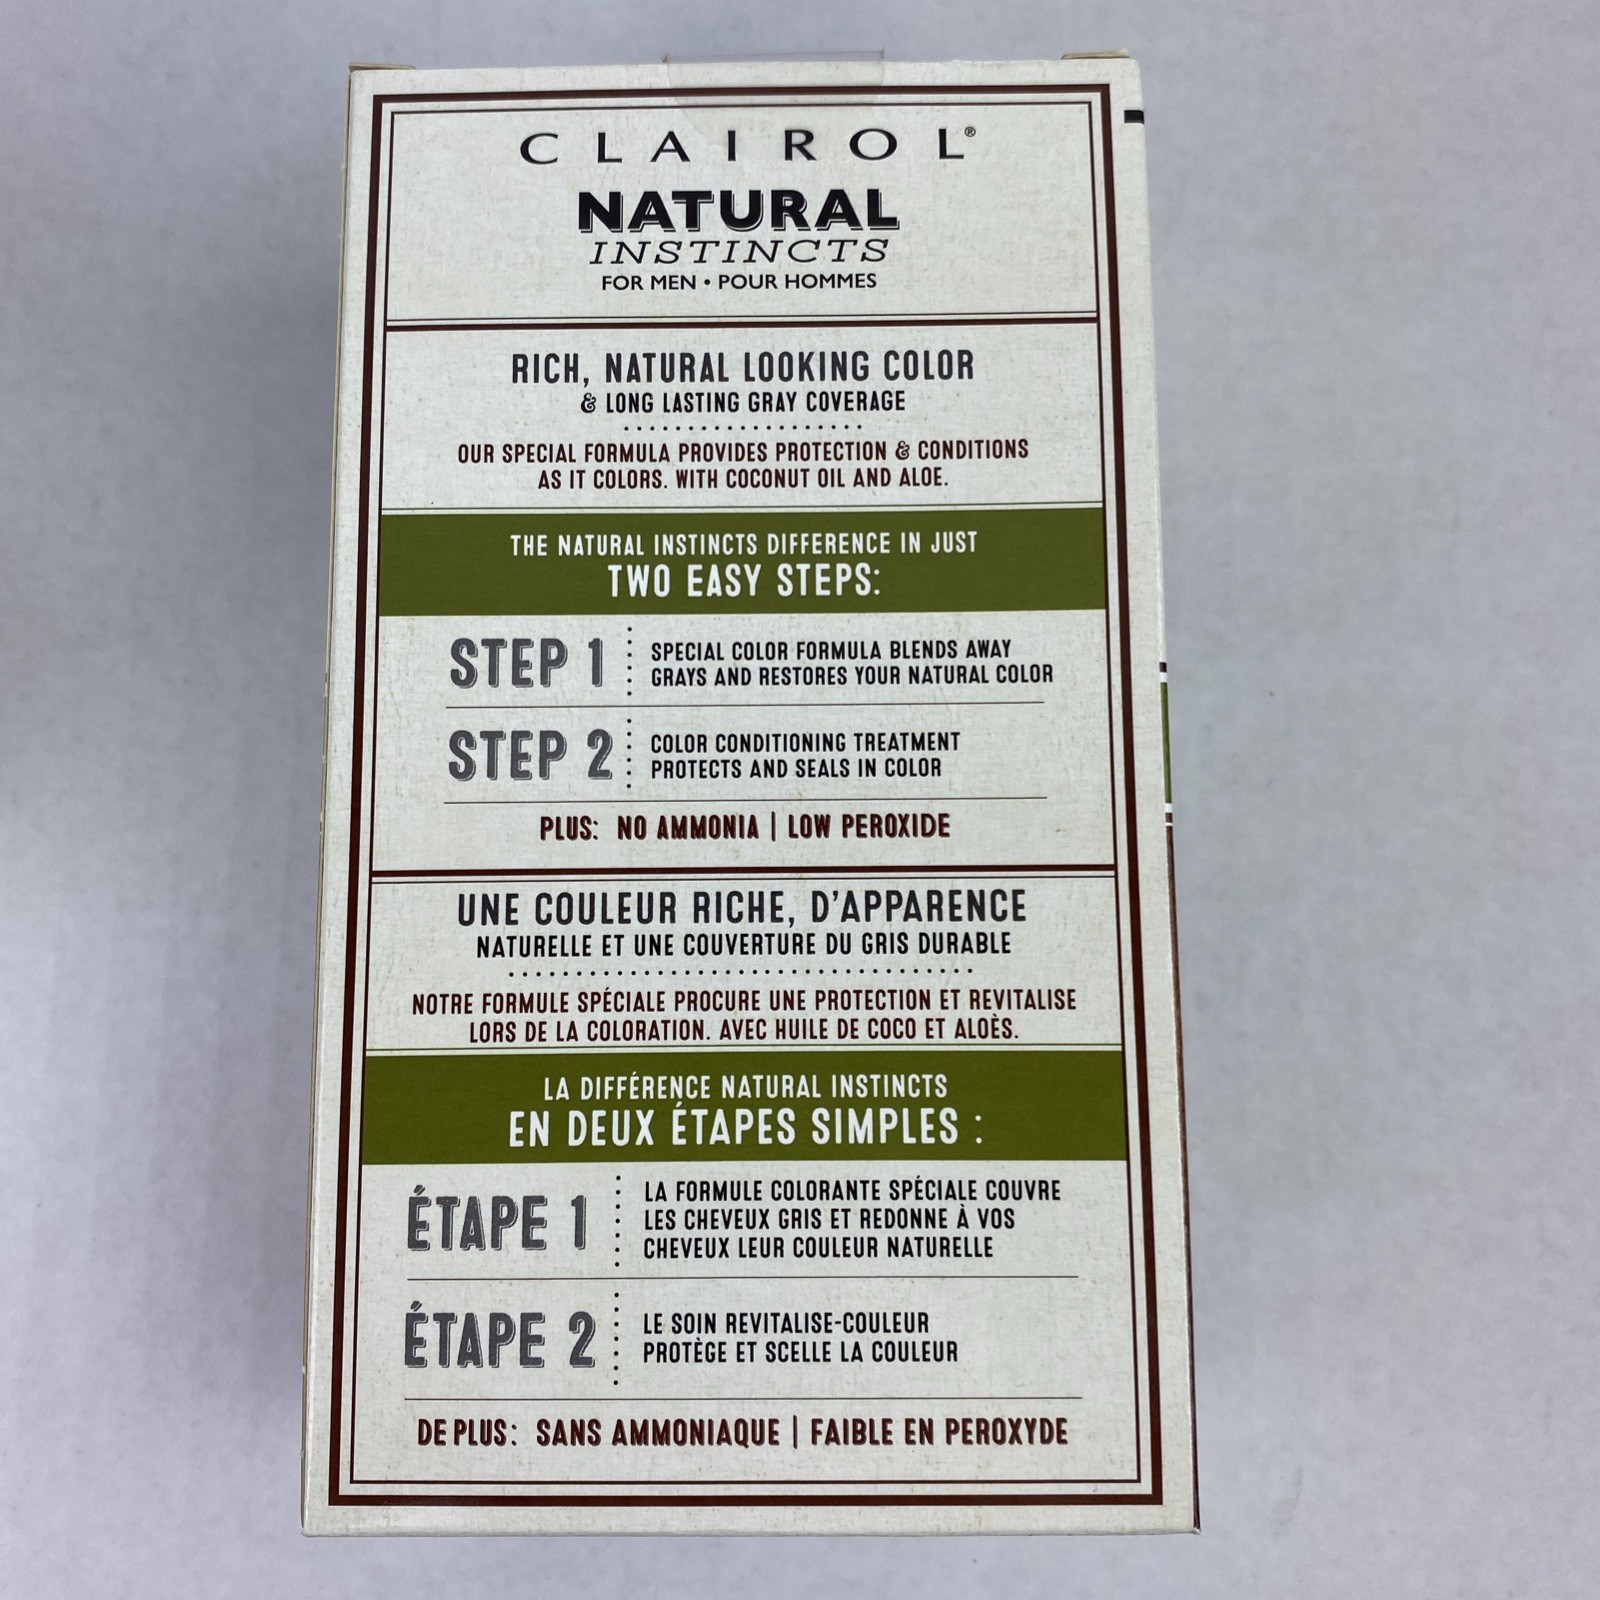 CLAIROL®
NATURAL
INSTINCTS
FOR MEN • POUR HOMMES
RICH, NATURAL LOOKING COLOR
& LONG LASTING GRAY COVERAGE
OUR SPECIAL FORMULA PROVIDES PROTECTION & CONDITIONS
AS IT COLORS. WITH COCONUT OIL AND ALOE.
THE NATURAL INSTINCTS DIFFERENCE IN JUST
TWO EASY STEPS:
STEP 1
SPECIAL COLOR FORMULA BLENDS AWAY
GRAYS AND RESTORES YOUR NATURAL COLOR
STEP 2
COLOR CONDITIONING TREATMENT
PROTECTS AND SEALS IN COLOR
PLUS: NO AMMONIA | LOW PEROXIDE
UNE COULEUR RICHE, D'APPARENCE
NATURELLE ET UNE COUVERTURE DU GRIS DURABLE
NOTRE FORMULE SPÉCIALE PROCURE UNE PROTECTION ET REVITALISE
LORS DE LA COLORATION. AVEC HUILE DE COCO ET ALOÈS.
LA DIFFÉRENCE NATURAL INSTINCTS
EN DEUX ÉTAPES SIMPLES :
ÉTAPE 1
LA FORMULE COLORANTE SPÉCIALE COUVRE
LES CHEVEUX GRIS ET REDONNE À VOS
CHEVEUX LEUR COULEUR NATURELLE
ÉTAPE 2
LE SOIN REVITALISE-COULEUR
PROTÈGE ET SCELLE LA COULEUR
DE PLUS: SANS AMMONIAQUE | FAIBLE EN PEROXYDE